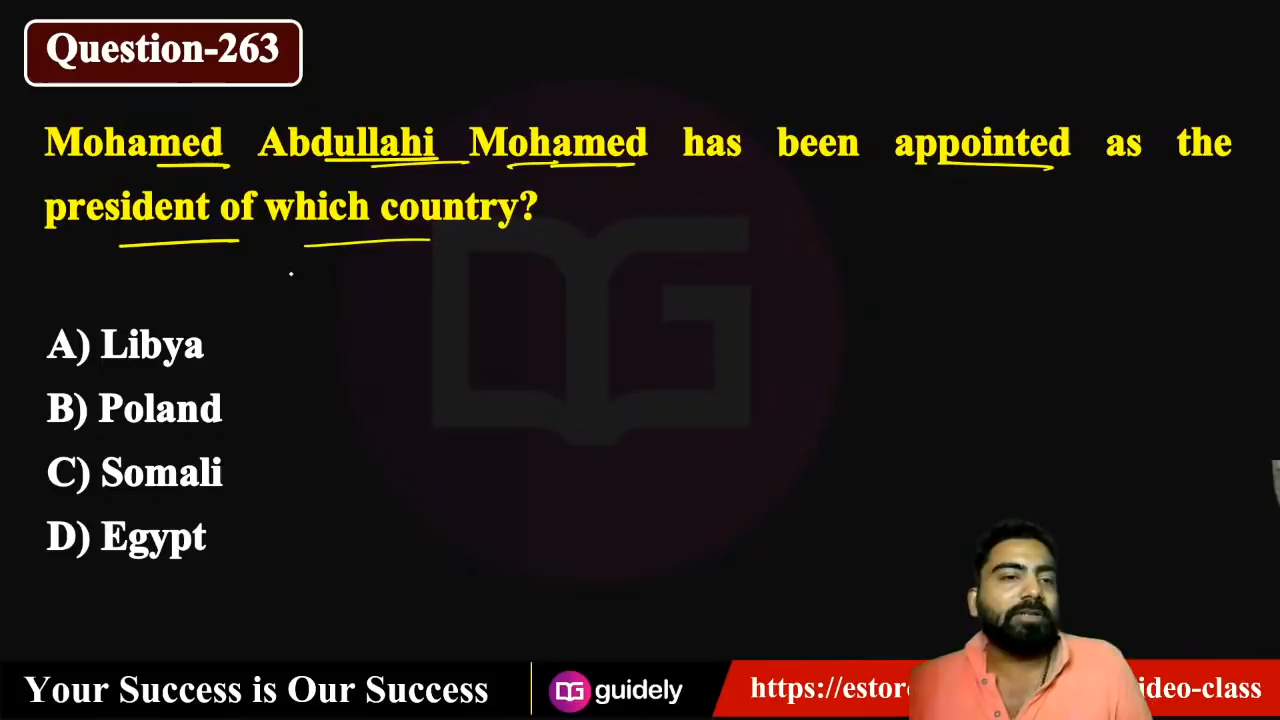 Question-263
Mohamed Abdullahi Mohamed has been appointed as the
president of which country?
A) Libya
B) Poland
C) Somali
D) Egypt
Your Success is Our Success
guidely
https://estor
ideo-class